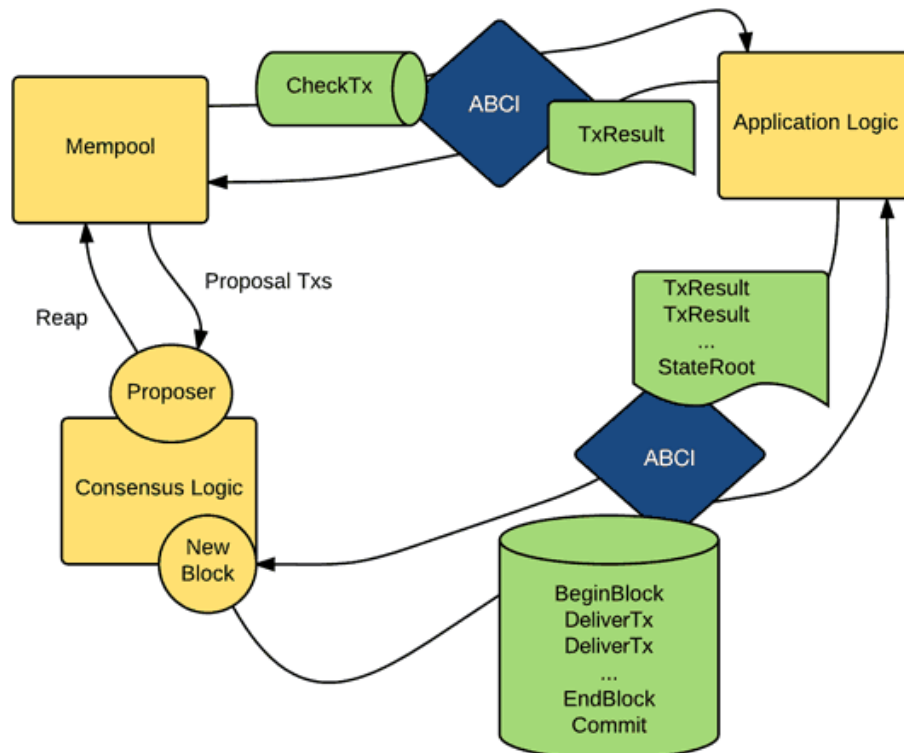 CheckTx
ABCI
TxResult
Mempool
Application Logic
Proposal Txs
Reap
TxResult
TxResult
...
StateRoot
Proposer
ABCI
Consensus Logic
New
Block
BeginBlock
DeliverTx
DeliverTx
...
EndBlock
Commit